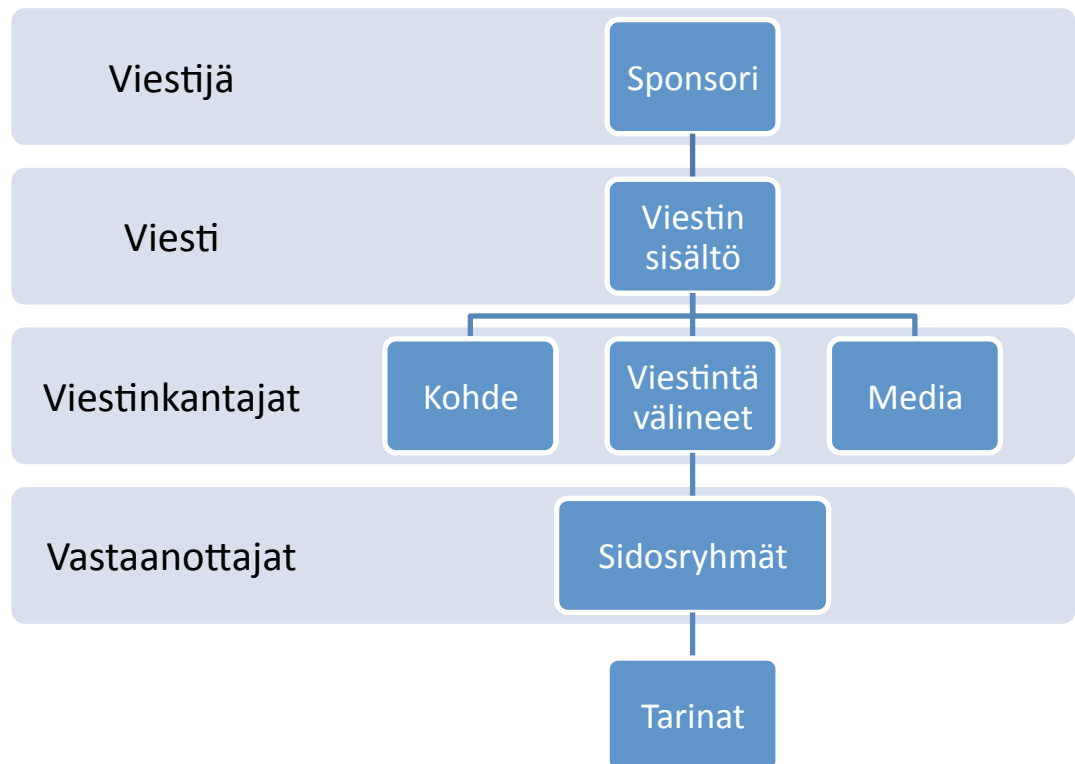 Viestijä
Sponsori
Viesti
Viestin
sisältö
Viestinkantajat
Kohde
Viestintä
välineet
Media
Vastaanottajat
Sidosryhmät
Tarinat